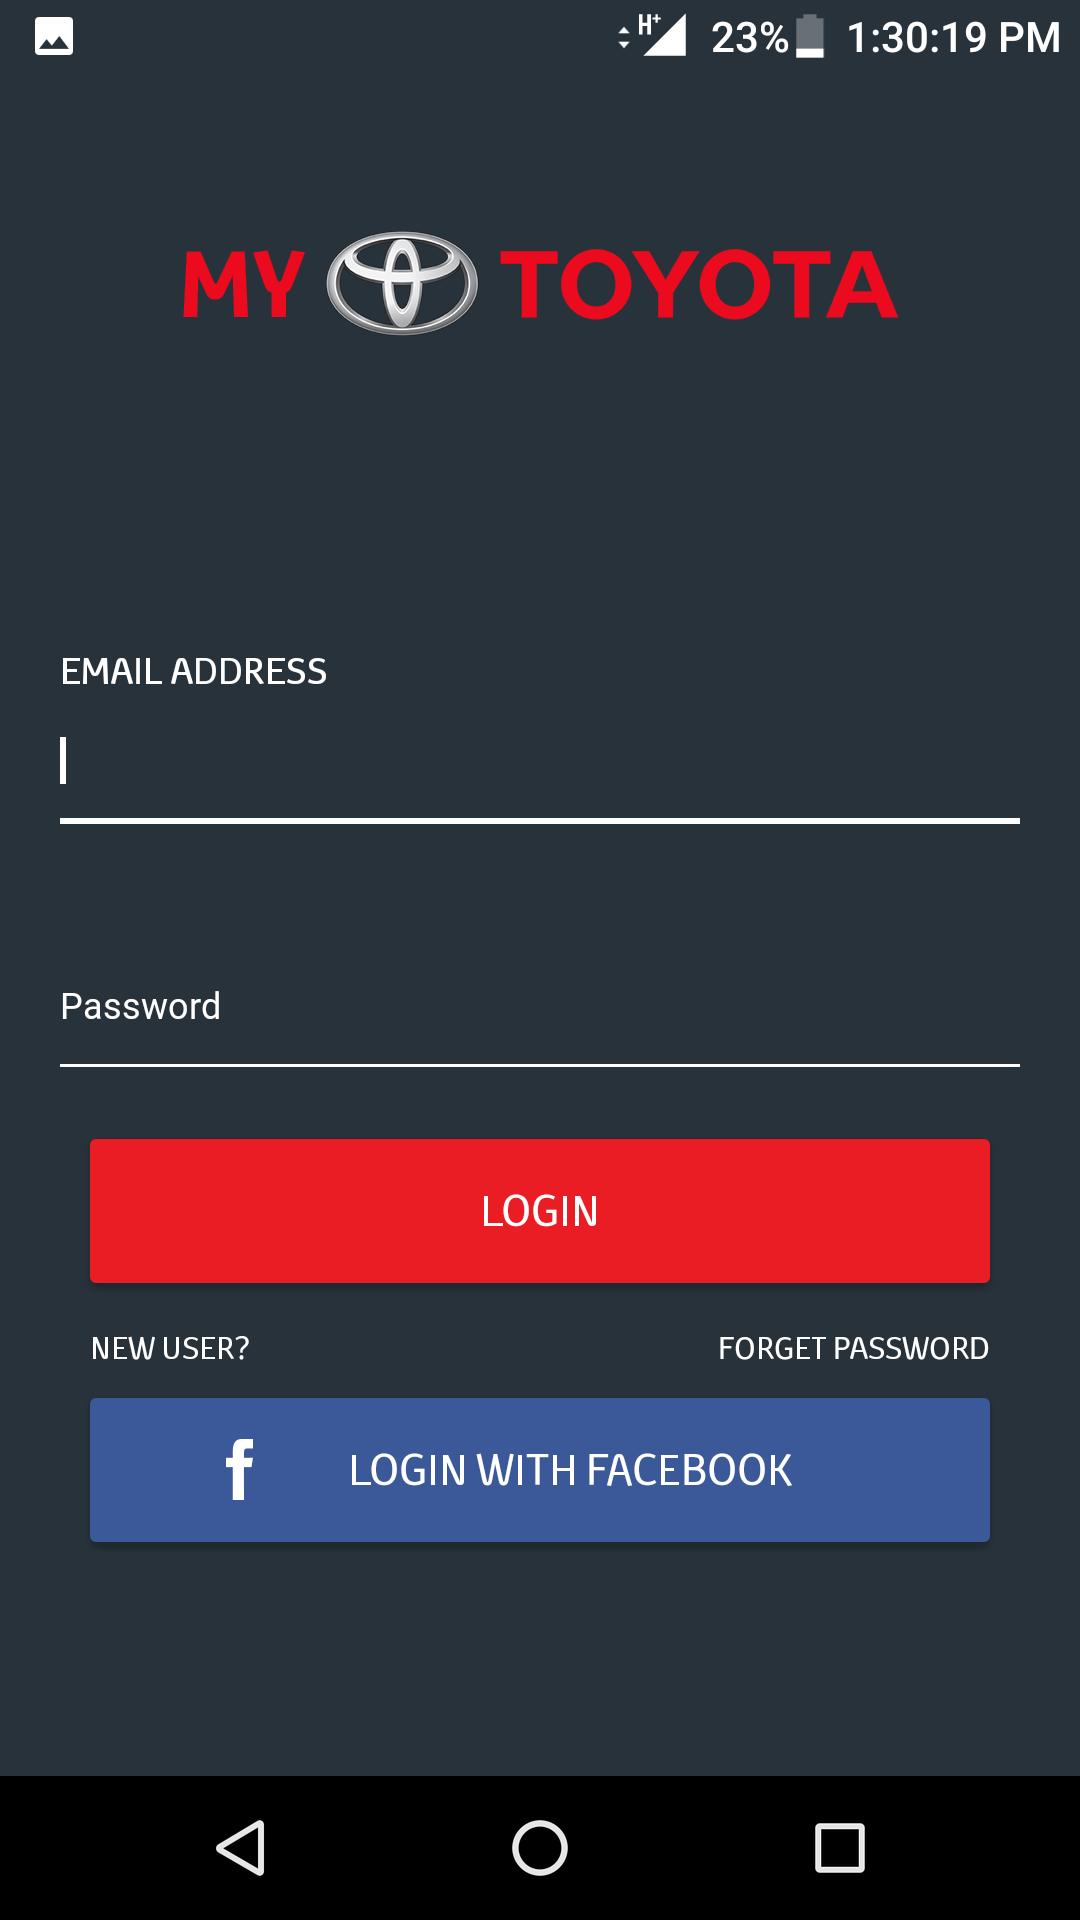 H+ 23% 1:30:19 PM
MY TOYOTA
EMAIL ADDRESS
Password
LOGIN
NEW USER? FORGET PASSWORD
f LOGIN WITH FACEBOOK